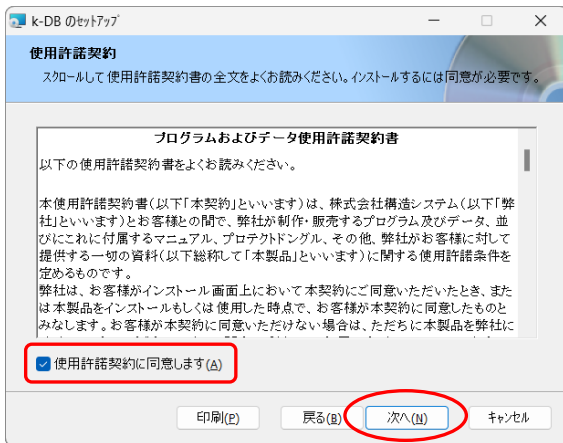 k-DB のｾｯﾄｱｯﾌﾟ
使用許諾契約
ｽｸﾛｰﾙして使用許諾契約書の全文をよくお読みください。ｲﾝｽﾄｰﾙするには同意が必要です。
プログラムおよびデータ使用許諾契約書
以下の使用許諾契約書をよくお読みください。
本使用許諾契約書（以下「本契約」といいます）は、株式会社構造システム（以下「弊
社」といいます）とお客様との間で、弊社が制作・販売するプログラム及びデータ、並
びにこれに付属するマニュアル、プロテクトドングル、その他、弊社がお客様に対して
提供する一切の資料（以下総称して「本製品」といいます）に関する使用許諾条件を
定めるものです。
弊社は、お客様がインストール画面上において本契約にご同意いただいたとき、また
は本製品をインストールもしくは使用した時点で、お客様が本契約に同意したものと
みなします。お客様が本契約に同意いただけない場合は、ただちに本製品を弊社に
使用許諾契約に同意します(A)
印刷(P)
戻る(B)
次へ(N)
ｷｬﾝｾﾙ